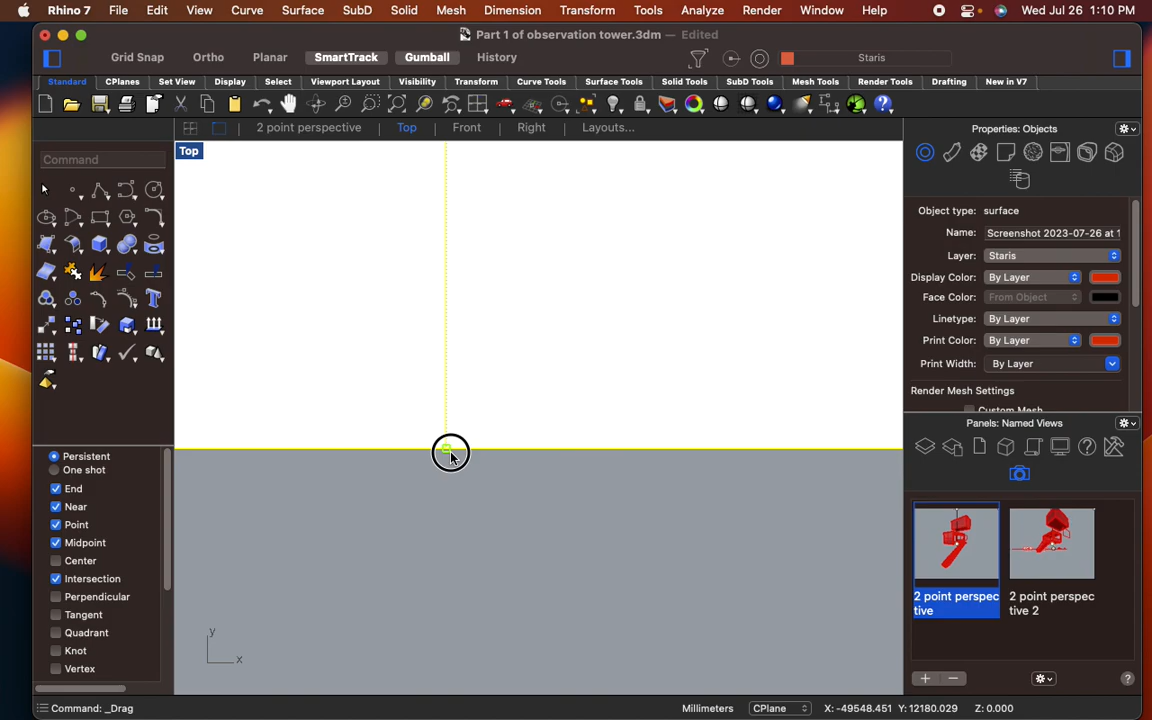 Rhino 7 File Edit View Curve Surface SubD Solid Mesh Dimension Transform Tools Analyze Render Window Help Wed Jul 26 1:10 PM
Part 1 of observation tower.3dm — Edited
Grid Snap Ortho Planar SmartTrack Gumball History Staris
Standard CPlanes Set View Display Select Viewport Layout Visibility Transform Curve Tools Surface Tools Solid Tools SubD Tools Mesh Tools Render Tools Drafting New in V7
2 point perspective Top Front Right Layouts... Properties: Objects
Top
Command
Object type: surface
Name: Screenshot 2023-07-26 at 1
Layer: Staris
Display Color: By Layer
Face Color: From Object
Linetype: By Layer
Print Color: By Layer
Print Width: By Layer
Render Mesh Settings
Custom Mesh
Panels: Named Views
Persistent
One shot
End
Near
Point
Midpoint
Center
Intersection
Perpendicular
Tangent
Quadrant
Knot
Vertex
2 point perspec
tive
2 point perspec
tive 2
y
x
Command: _Drag Millimeters CPlane X: -49548.451 Y: 12180.029 Z: 0.000